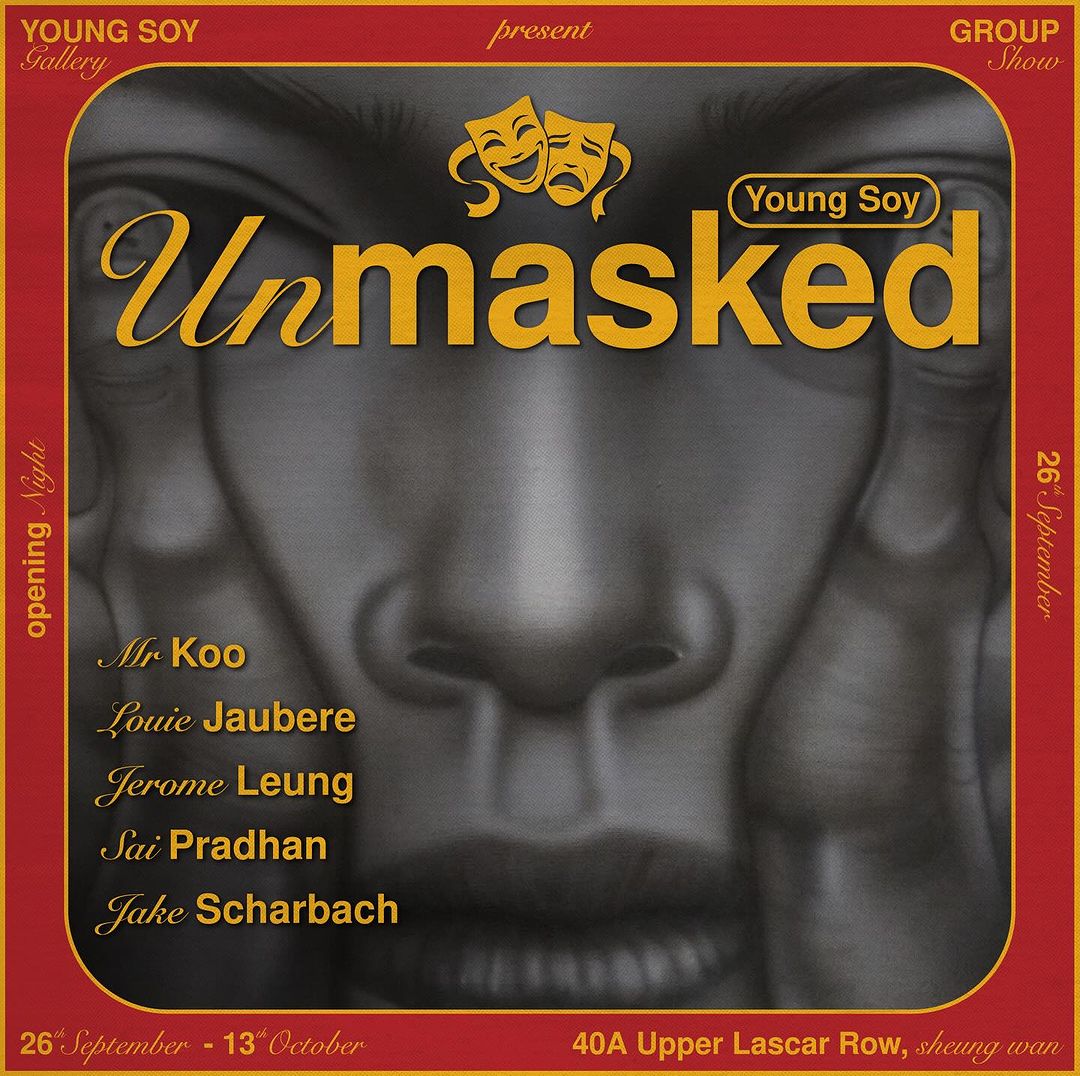 YOUNG SOY
Gallery
present
GROUP
Show
Young Soy
Unmasked
opening Night
26th September
Mr Koo
Louie Jaubere
Jerome Leung
Sai Pradhan
Jake Scharbach
26th September - 13th October
40A Upper Lascar Row, sheung wan